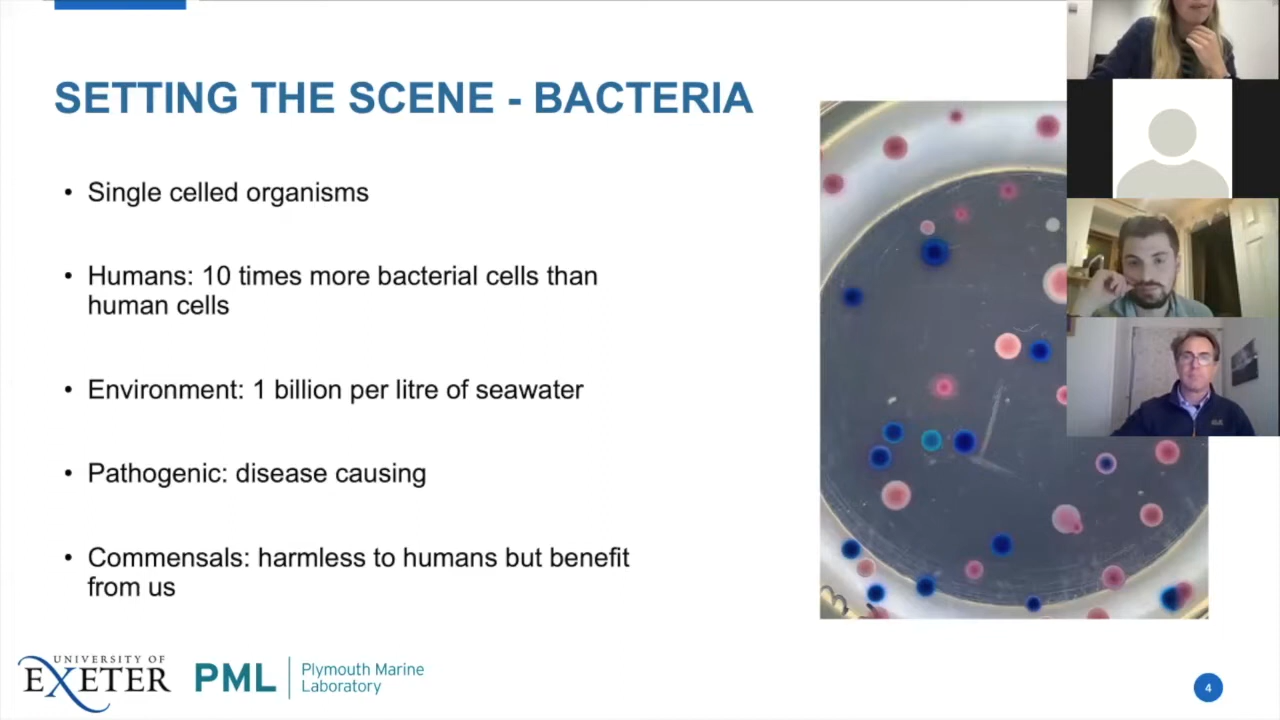 SETTING THE SCENE - BACTERIA
• Single celled organisms
• Humans: 10 times more bacterial cells than
human cells
• Environment: 1 billion per litre of seawater
• Pathogenic: disease causing
• Commensals: harmless to humans but benefit
from us
UNIVERSITY OF
EXETER
PML
Plymouth Marine
Laboratory
4